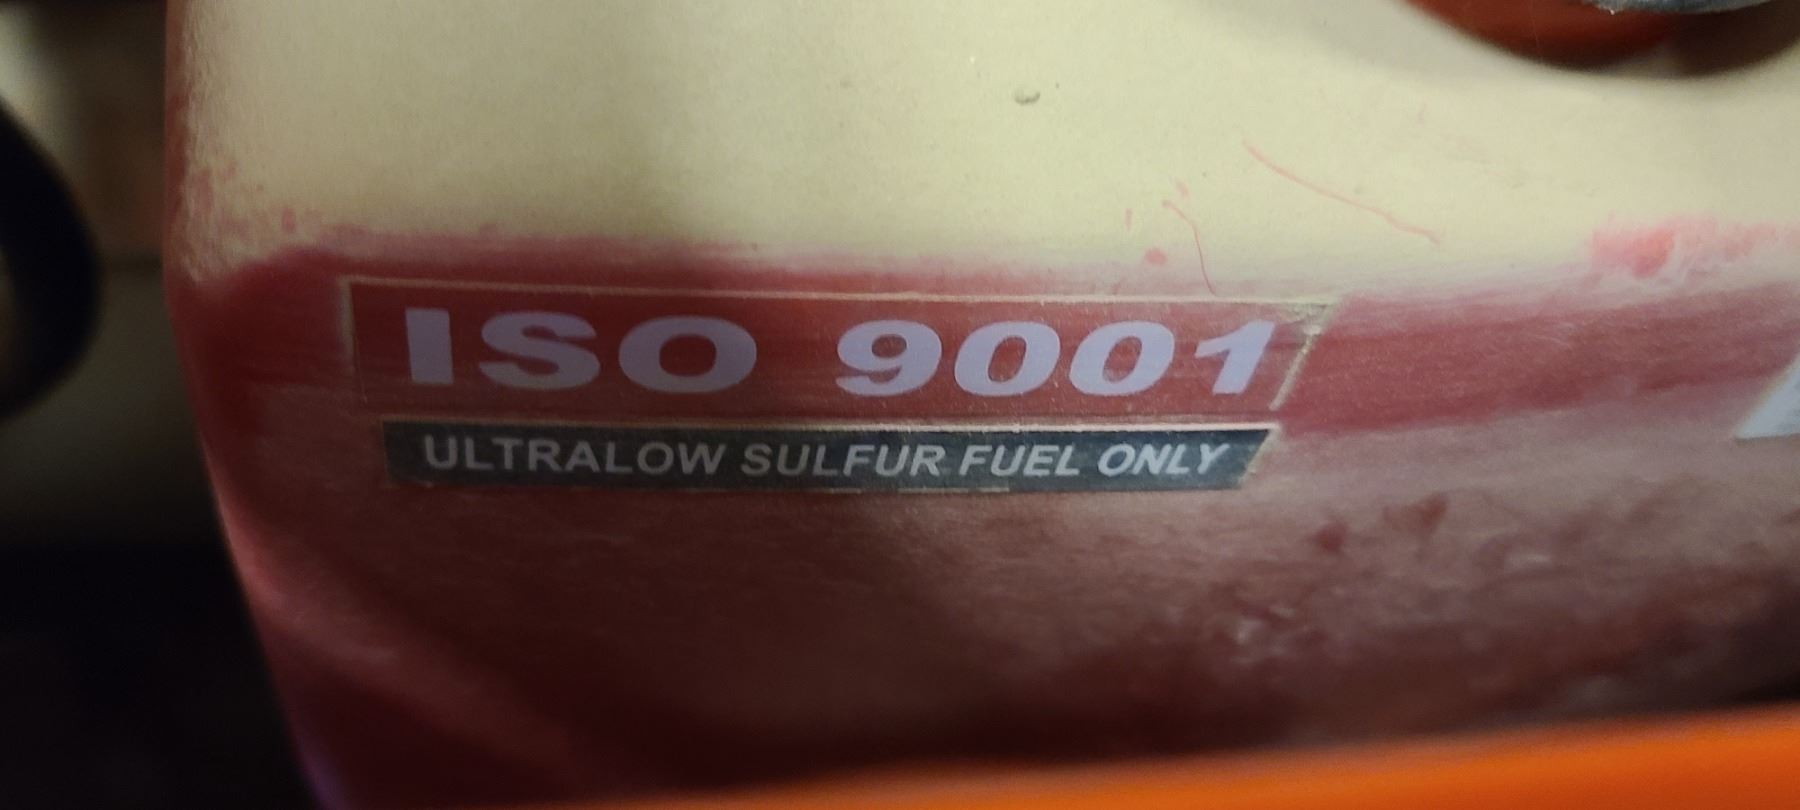 ISO 9001
ULTRALOW SULFUR FUEL ONLY